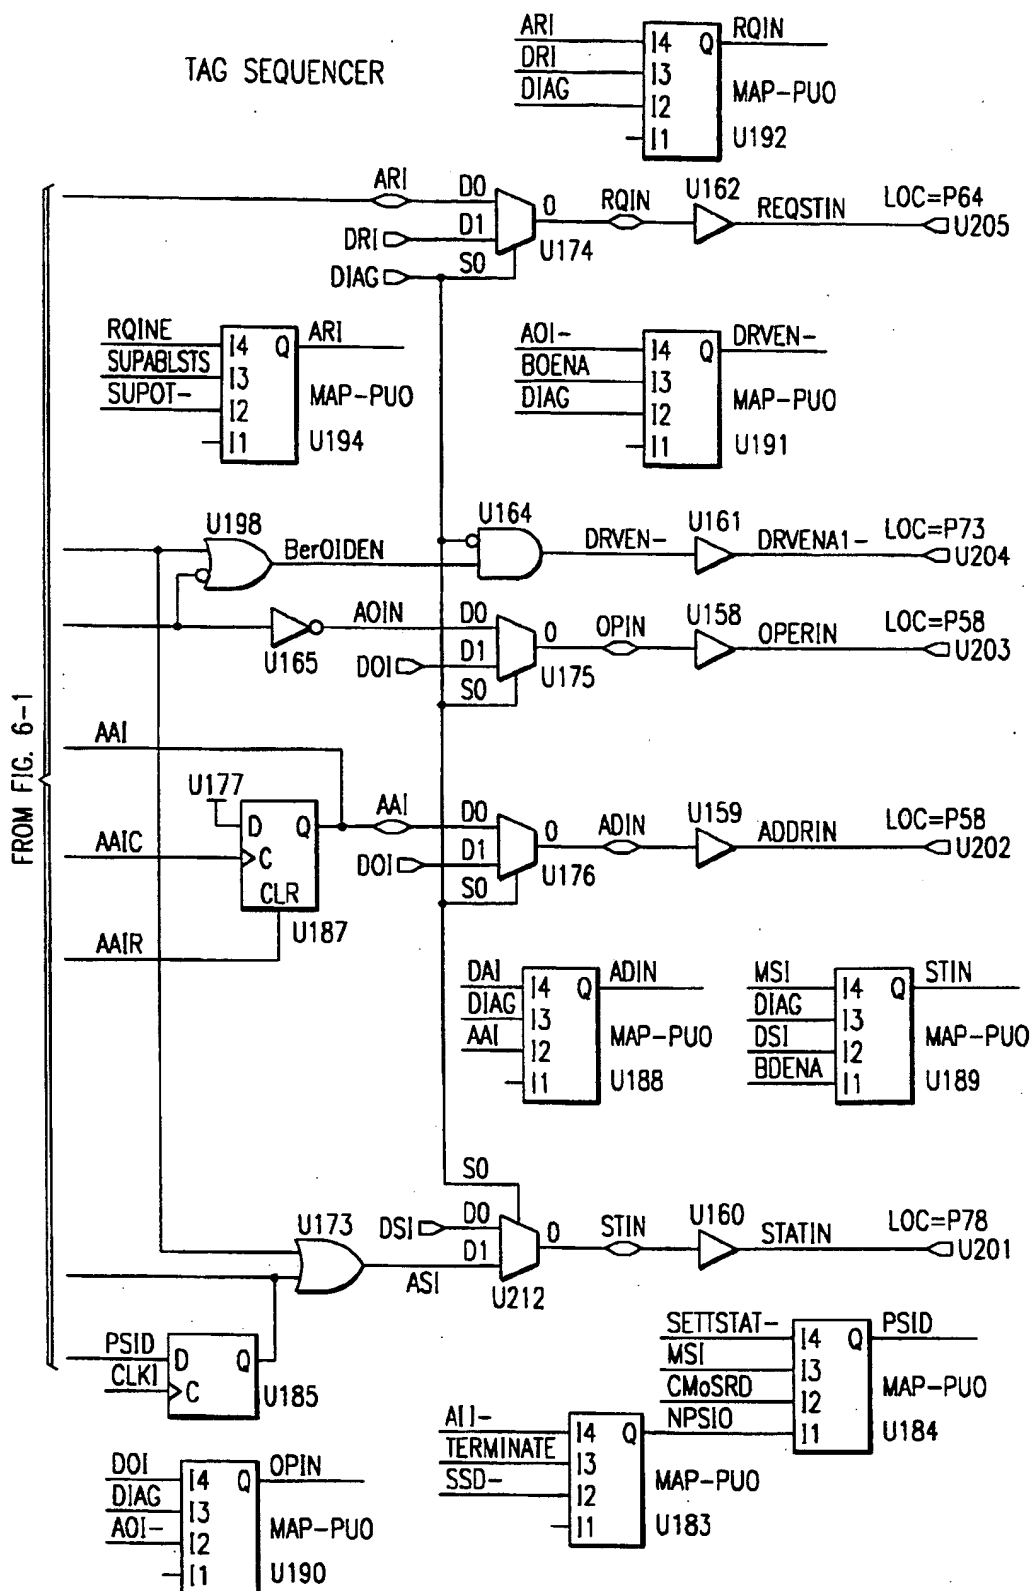 TAG SEQUENCER
ARI
DRI
DIAG
I4 Q
I3
I2
I1
RQIN
MAP-PUO
U192
ARI
DRI
DIAG
D0
D1
S0
0
U174
RQIN
U162
REQSTIN
LOC=P64
U205
RQINE
SUPABLSTS
SUPOT-
I4 Q
I3
I2
I1
ARI
MAP-PUO
U194
AOI-
BOENA
DIAG
I4 Q
I3
I2
I1
DRVEN-
MAP-PUO
U191
U198
BerOIDEN
U164
DRVEN-
U161
DRVENA1-
LOC=P73
U204
U165
AOIN
DOI
D0
D1
S0
0
U175
OPIN
U158
OPERIN
LOC=P58
U203
FROM FIG. 6-1
AAI
AAIC
AAIR
U177
D Q
C
CLR
U187
AAI
DOI
D0
D1
S0
0
U176
ADIN
U159
ADDRIN
LOC=P58
U202
DAI
DIAG
AAI
I4 Q
I3
I2
I1
ADIN
MAP-PUO
U188
MSI
DIAG
DSI
BDENA
I4 Q
I3
I2
I1
STIN
MAP-PUO
U189
U173
ASI
DSI
S0
D0
D1
0
U212
STIN
U160
STATIN
LOC=P78
U201
PSID
CLKI
D Q
C
U185
SETTSTAT-
MSI
CMoSRD
NPSIO
I4 Q
I3
I2
I1
PSID
MAP-PUO
U184
AII-
TERMINATE
SSD-
I4 Q
I3
I2
I1
MAP-PUO
U183
DOI
DIAG
AOI-
I4 Q
I3
I2
I1
OPIN
MAP-PUO
U190